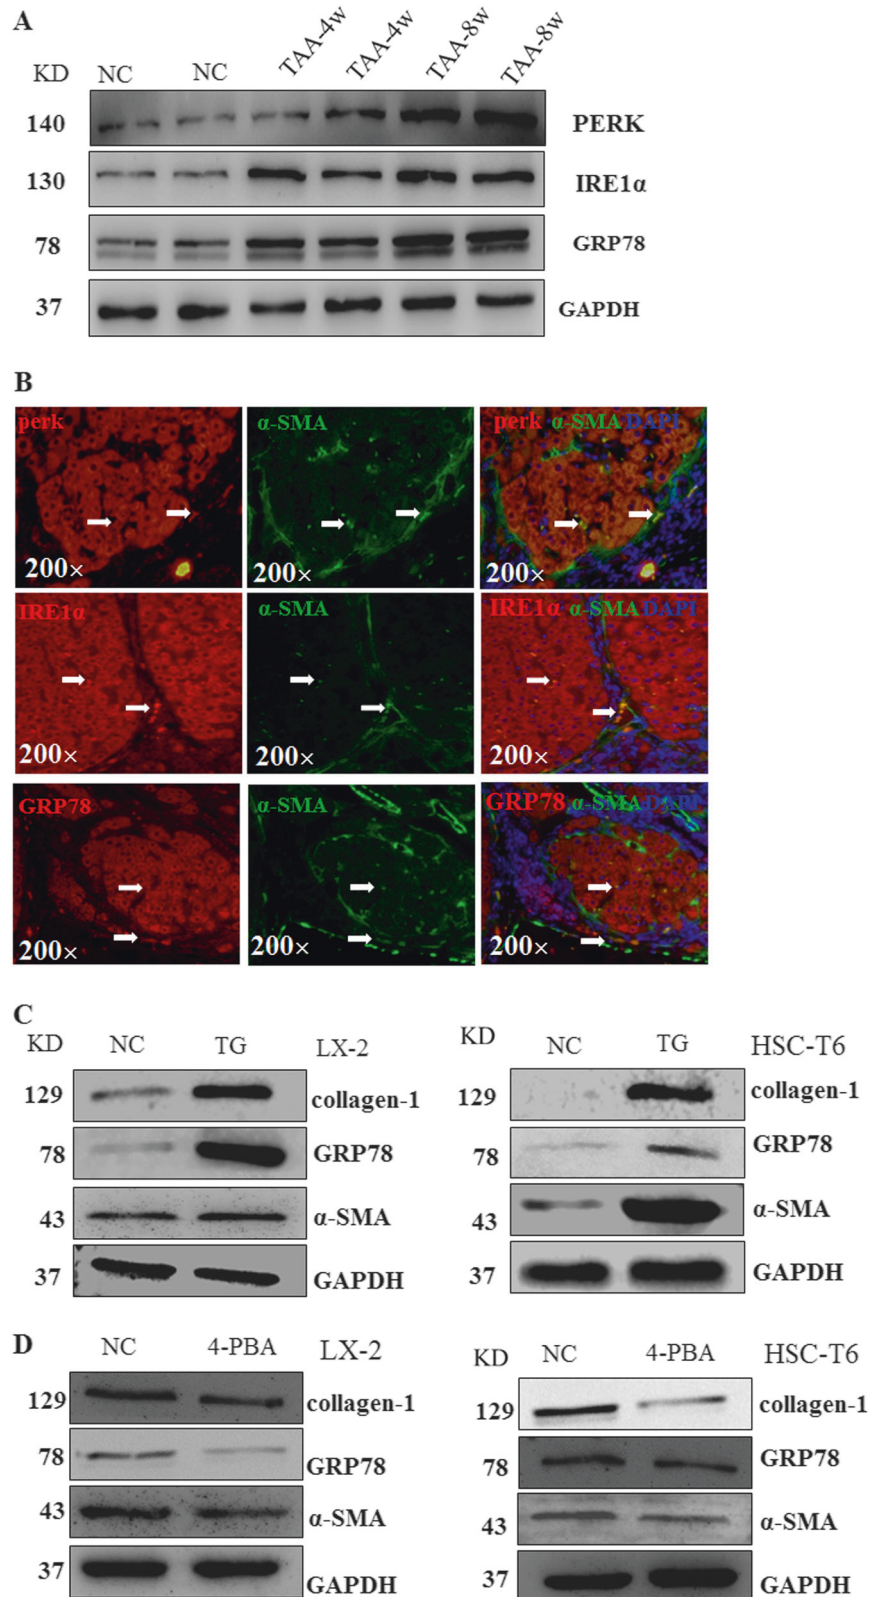 A
KD NC NC TAA-4w TAA-4w TAA-8w TAA-8w
140 PERK
130 IRE1α
78 GRP78
37 GAPDH
B
perk α-SMA perk α-SMA DAPI
200× 200× 200×
IRE1α α-SMA IRE1α α-SMA DAPI
200× 200× 200×
GRP78 α-SMA GRP78 α-SMA DAPI
200× 200× 200×
C
KD NC TG LX-2
129 collagen-1
78 GRP78
43 α-SMA
37 GAPDH
KD NC TG HSC-T6
129 collagen-1
78 GRP78
43 α-SMA
37 GAPDH
D NC 4-PBA LX-2
129 collagen-1
78 GRP78
43 α-SMA
37 GAPDH
KD NC 4-PBA HSC-T6
129 collagen-1
78 GRP78
43 α-SMA
37 GAPDH